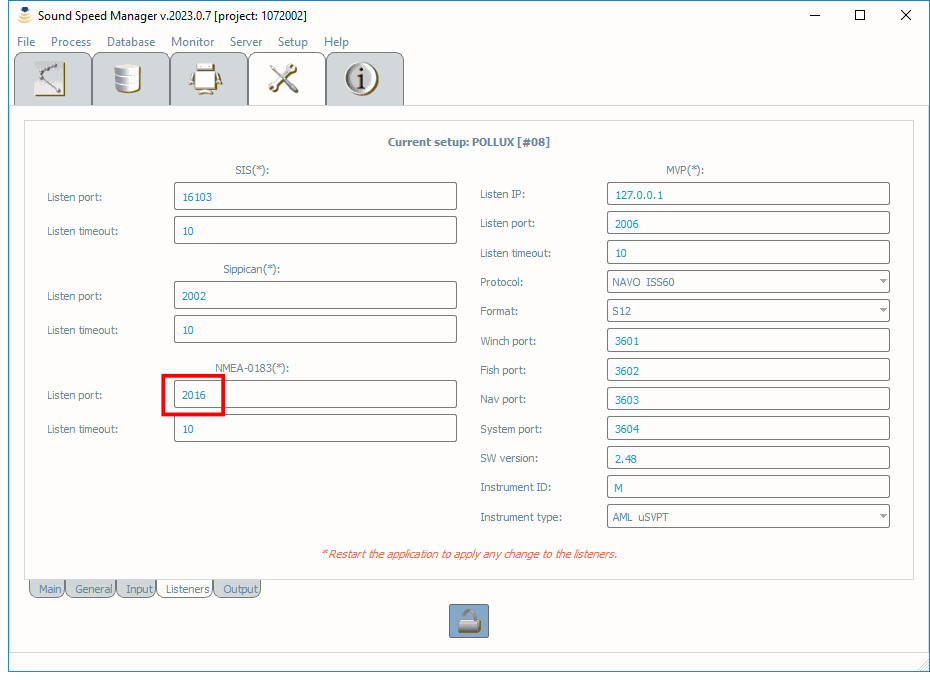 Sound Speed Manager v.2023.0.7 [project: 1072002]
File Process Database Monitor Server Setup Help
Current setup: POLLUX [#08]
SIS(*):
Listen port: 16103
Listen timeout: 10
Sippican(*):
Listen port: 2002
Listen timeout: 10
NMEA-0183(*):
Listen port: 2016
Listen timeout: 10
MVP(*):
Listen IP: 127.0.0.1
Listen port: 2006
Listen timeout: 10
Protocol: NAVO ISS60
Format: S12
Winch port: 3601
Fish port: 3602
Nav port: 3603
System port: 3604
SW version: 2.48
Instrument ID: M
Instrument type: AML uSVPT
*Restart the application to apply any change to the listeners.
Main General Input Listeners Output